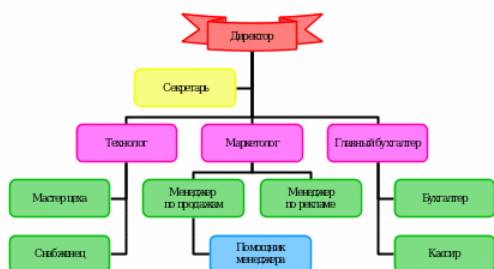 Директор
Секретарь
Технолог
Маркетолог
Главный бухгалтер
Мастер цеха
Менеджер
по продажам
Менеджер
по рекламе
Бухгалтер
Снабженец
Помощник
менеджера
Кассир